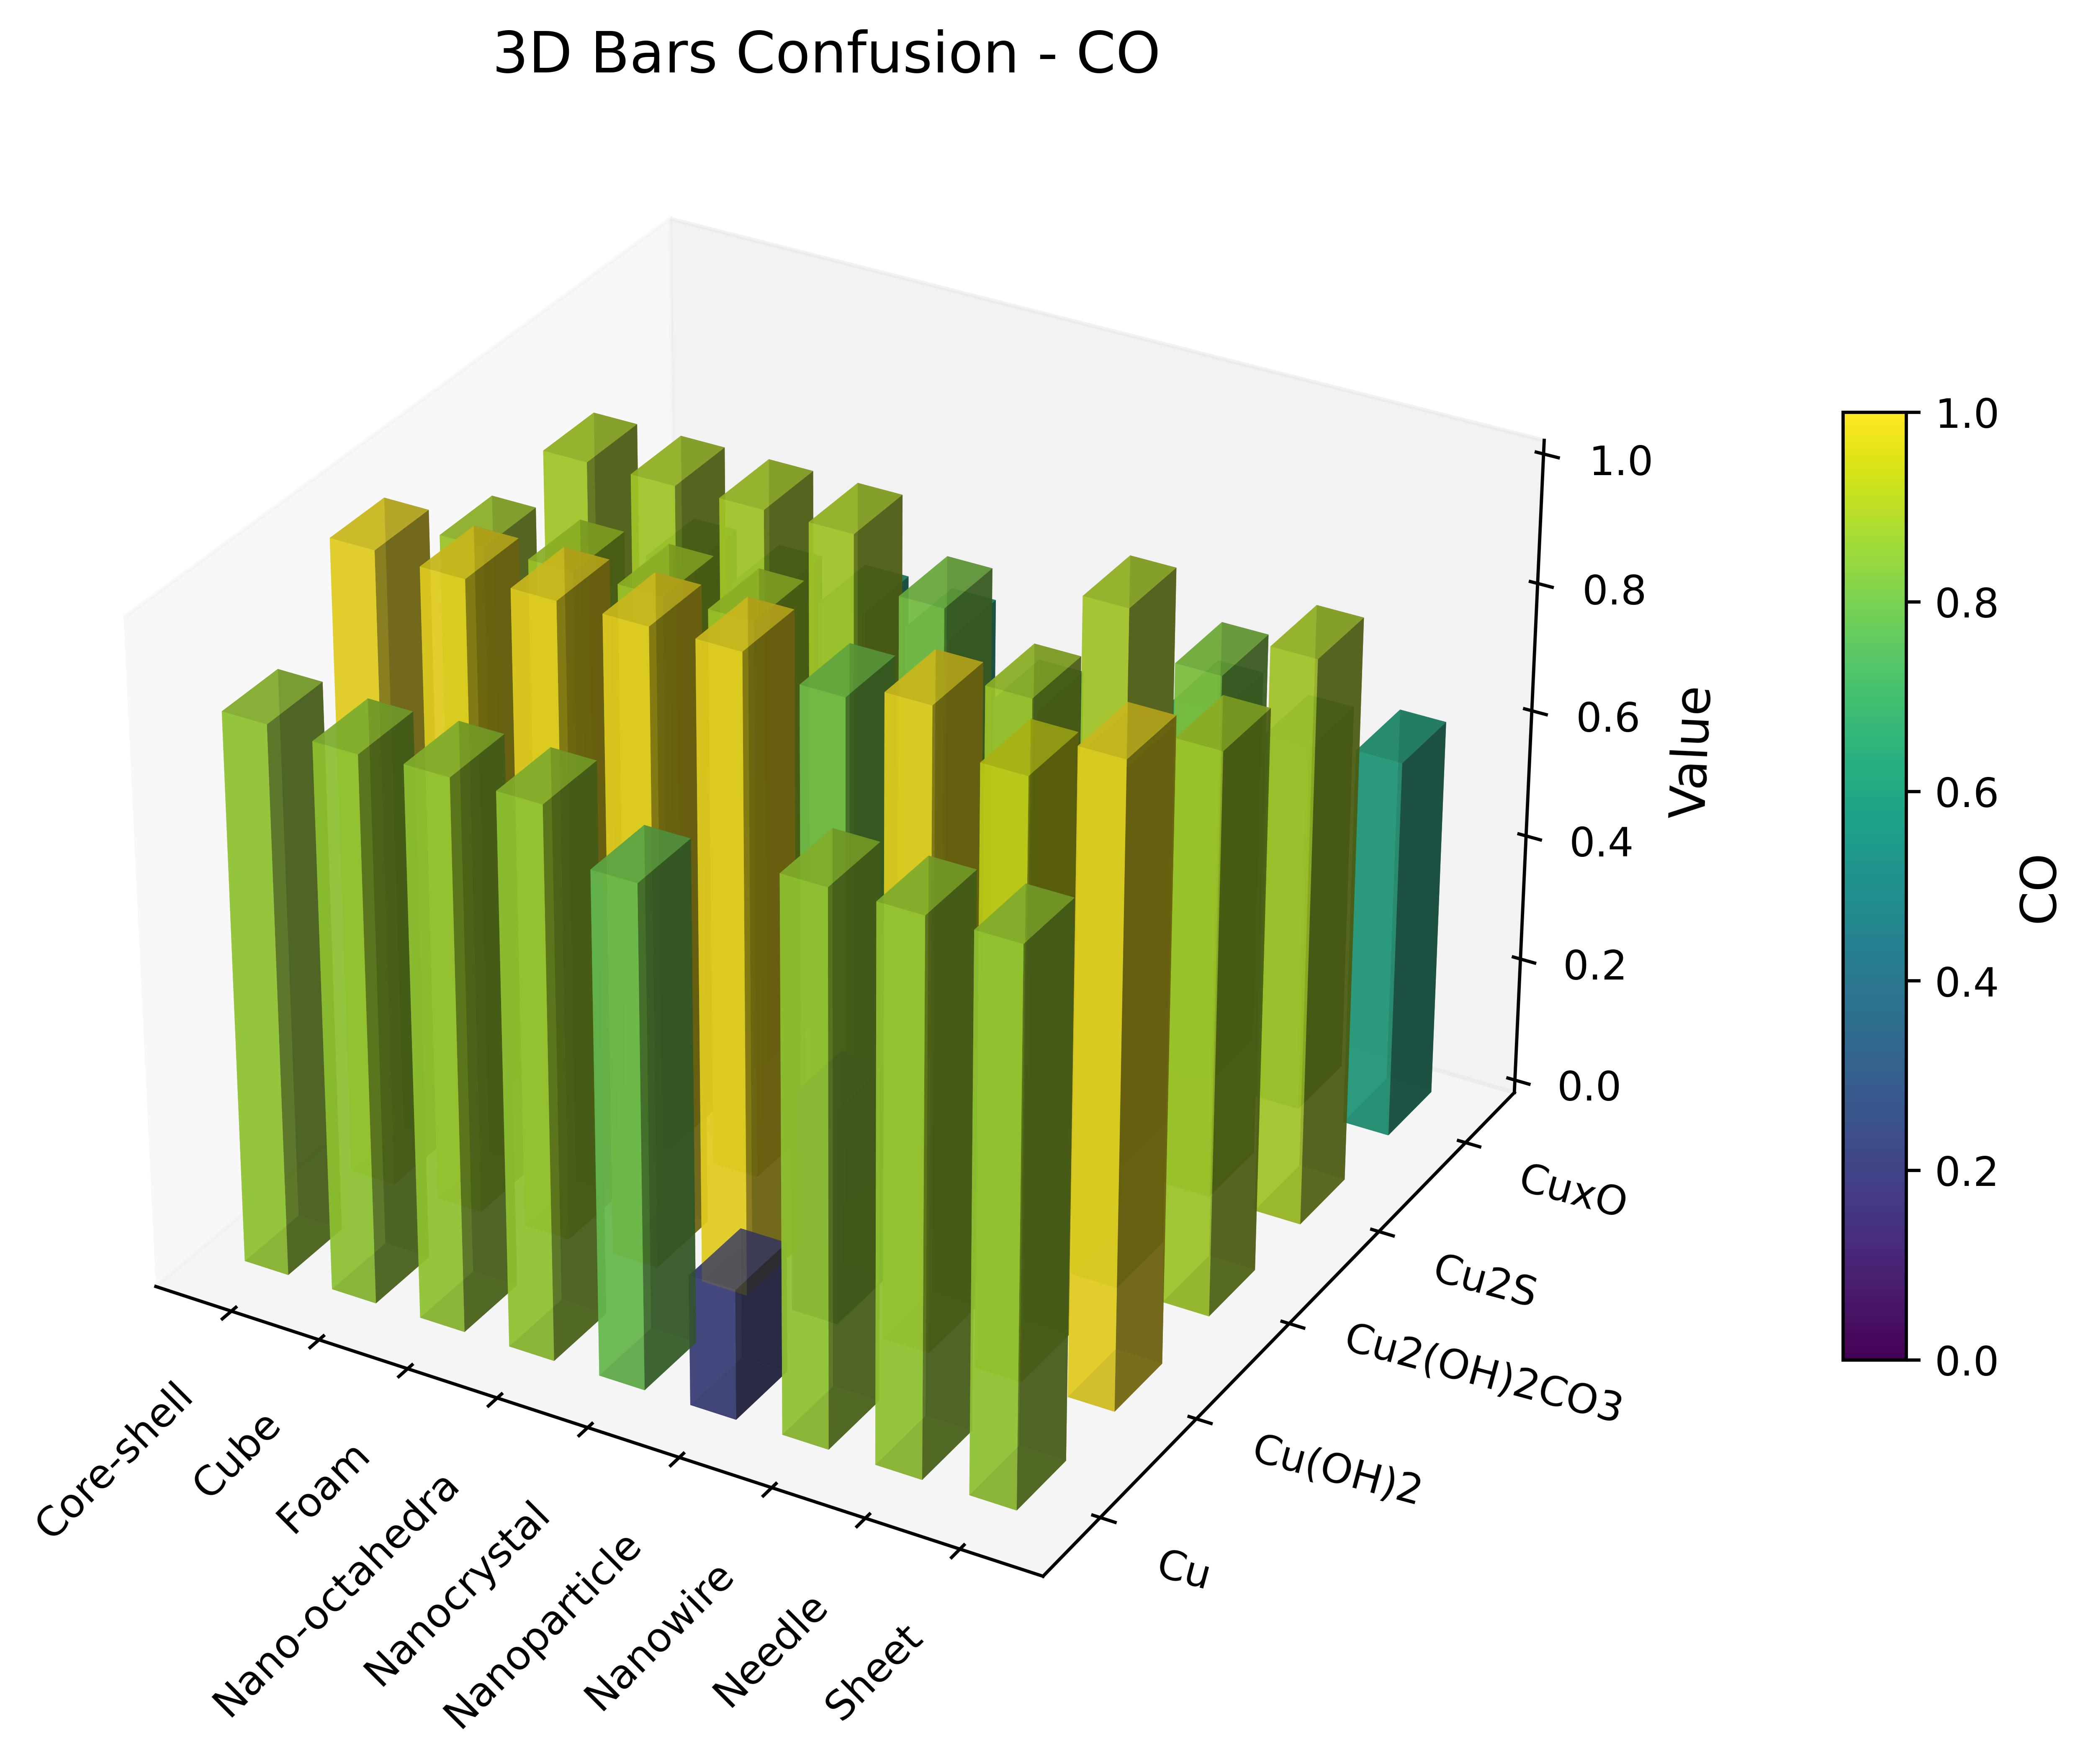 3D Bars Confusion - CO
1.0
0.8
0.6
0.4
0.2
0.0
Value
1.0
0.8
0.6
0.4
0.2
0.0
CO
CuxO
Cu2S
Cu2(OH)2CO3
Cu(OH)2
Cu
Core-shell
Cube
Foam
Nano-octahedra
Nanocrystal
Nanoparticle
Nanowire
Needle
Sheet